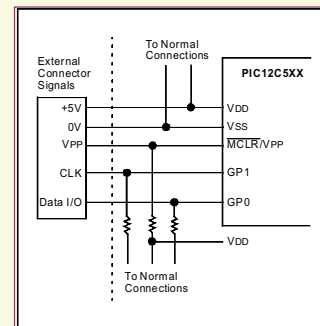 To Normal
Connections
External
Connector
Signals
PIC12C5XX
+5V
VDD
0V
VSS
VPP
MCLR/VPP
CLK
GP1
Data I/O
GP0
VDD
To Normal
Connections